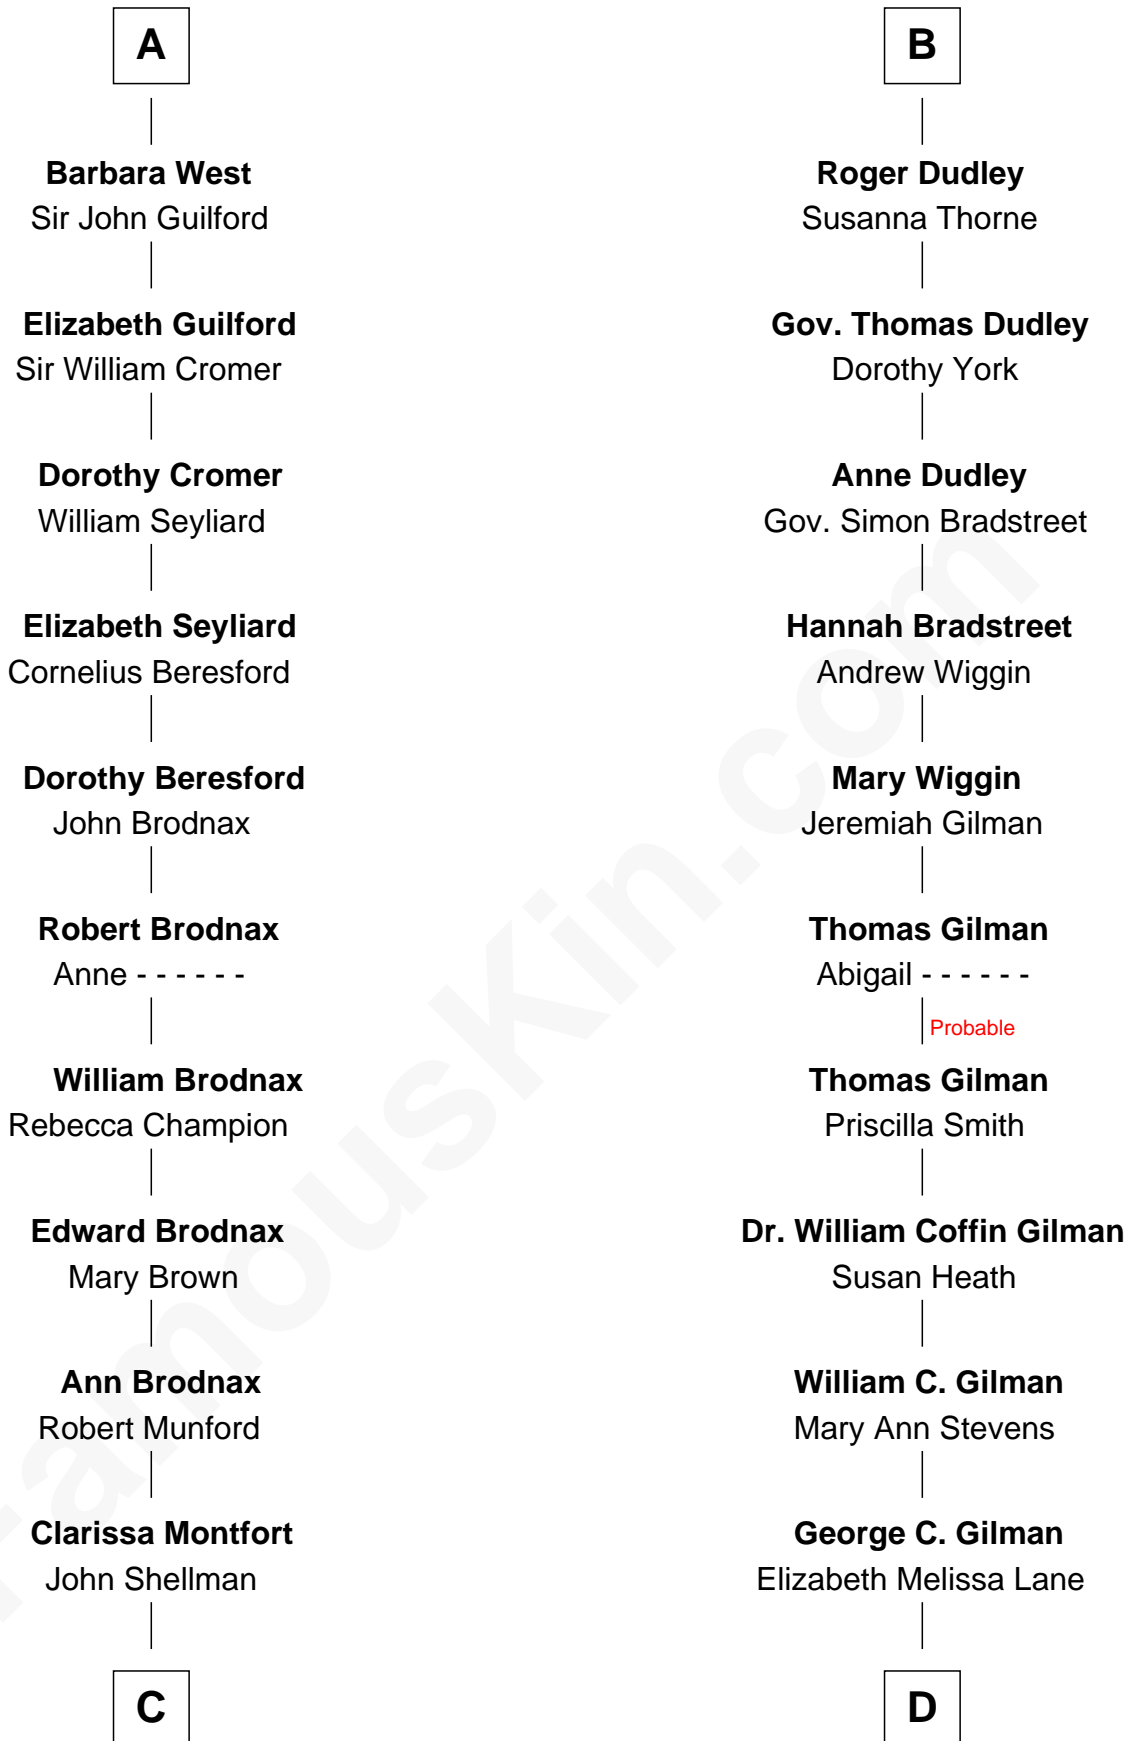 A
Barbara West
Sir John Guilford
Elizabeth Guilford
Sir William Cromer
Dorothy Cromer
William Seyliard
Elizabeth Seyliard
Cornelius Beresford
Dorothy Beresford
John Brodnax
Robert Brodnax
Anne - - - - - -
William Brodnax
Rebecca Champion
Edward Brodnax
Mary Brown
Ann Brodnax
Robert Munford
Clarissa Montfort
John Shellman
C
B
Roger Dudley
Susanna Thorne
Gov. Thomas Dudley
Dorothy York
Anne Dudley
Gov. Simon Bradstreet
Hannah Bradstreet
Andrew Wiggin
Mary Wiggin
Jeremiah Gilman
Thomas Gilman
Abigail - - - - - -
Probable
Thomas Gilman
Priscilla Smith
Dr. William Coffin Gilman
Susan Heath
William C. Gilman
Mary Ann Stevens
George C. Gilman
Elizabeth Melissa Lane
D
FamousKin.com